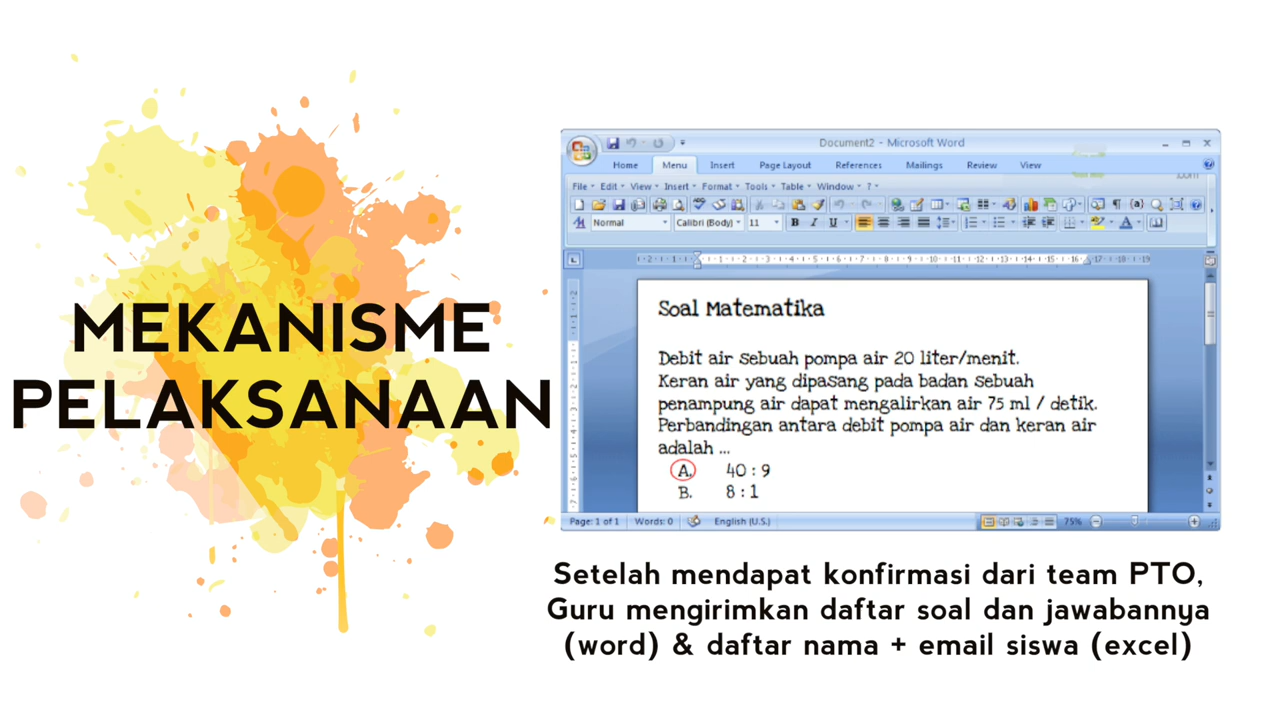 MEKANISME
PELAKSANAAN
Document2 - Microsoft Word
Home Menu Insert Page Layout References Mailings Review View
File Edit View Insert Format Tools Table Window ?
Normal Calibri (Body) 11 B I U
Soal Matematika
Debit air sebuah pompa air 20 liter/menit.
Keran air yang dipasang pada badan sebuah
penampung air dapat mengalirkan air 75 ml / detik.
Perbandingan antara debit pompa air dan keran air
adalah ...
A. 40 : 9
B. 8 : 1
Page: 1 of 1 Words: 0 English (U.S.) 75%
Setelah mendapat konfirmasi dari team PTO,
Guru mengirimkan daftar soal dan jawabannya
(word) & daftar nama + email siswa (excel)